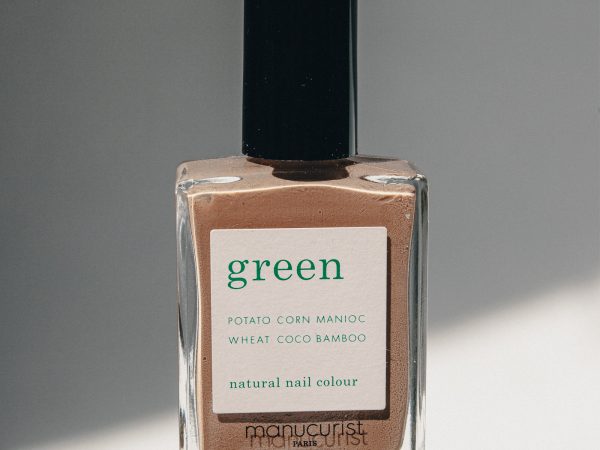 green
POTATO CORN MANIOC
WHEAT COCO BAMBOO
natural nail colour
manucurist
PARIS